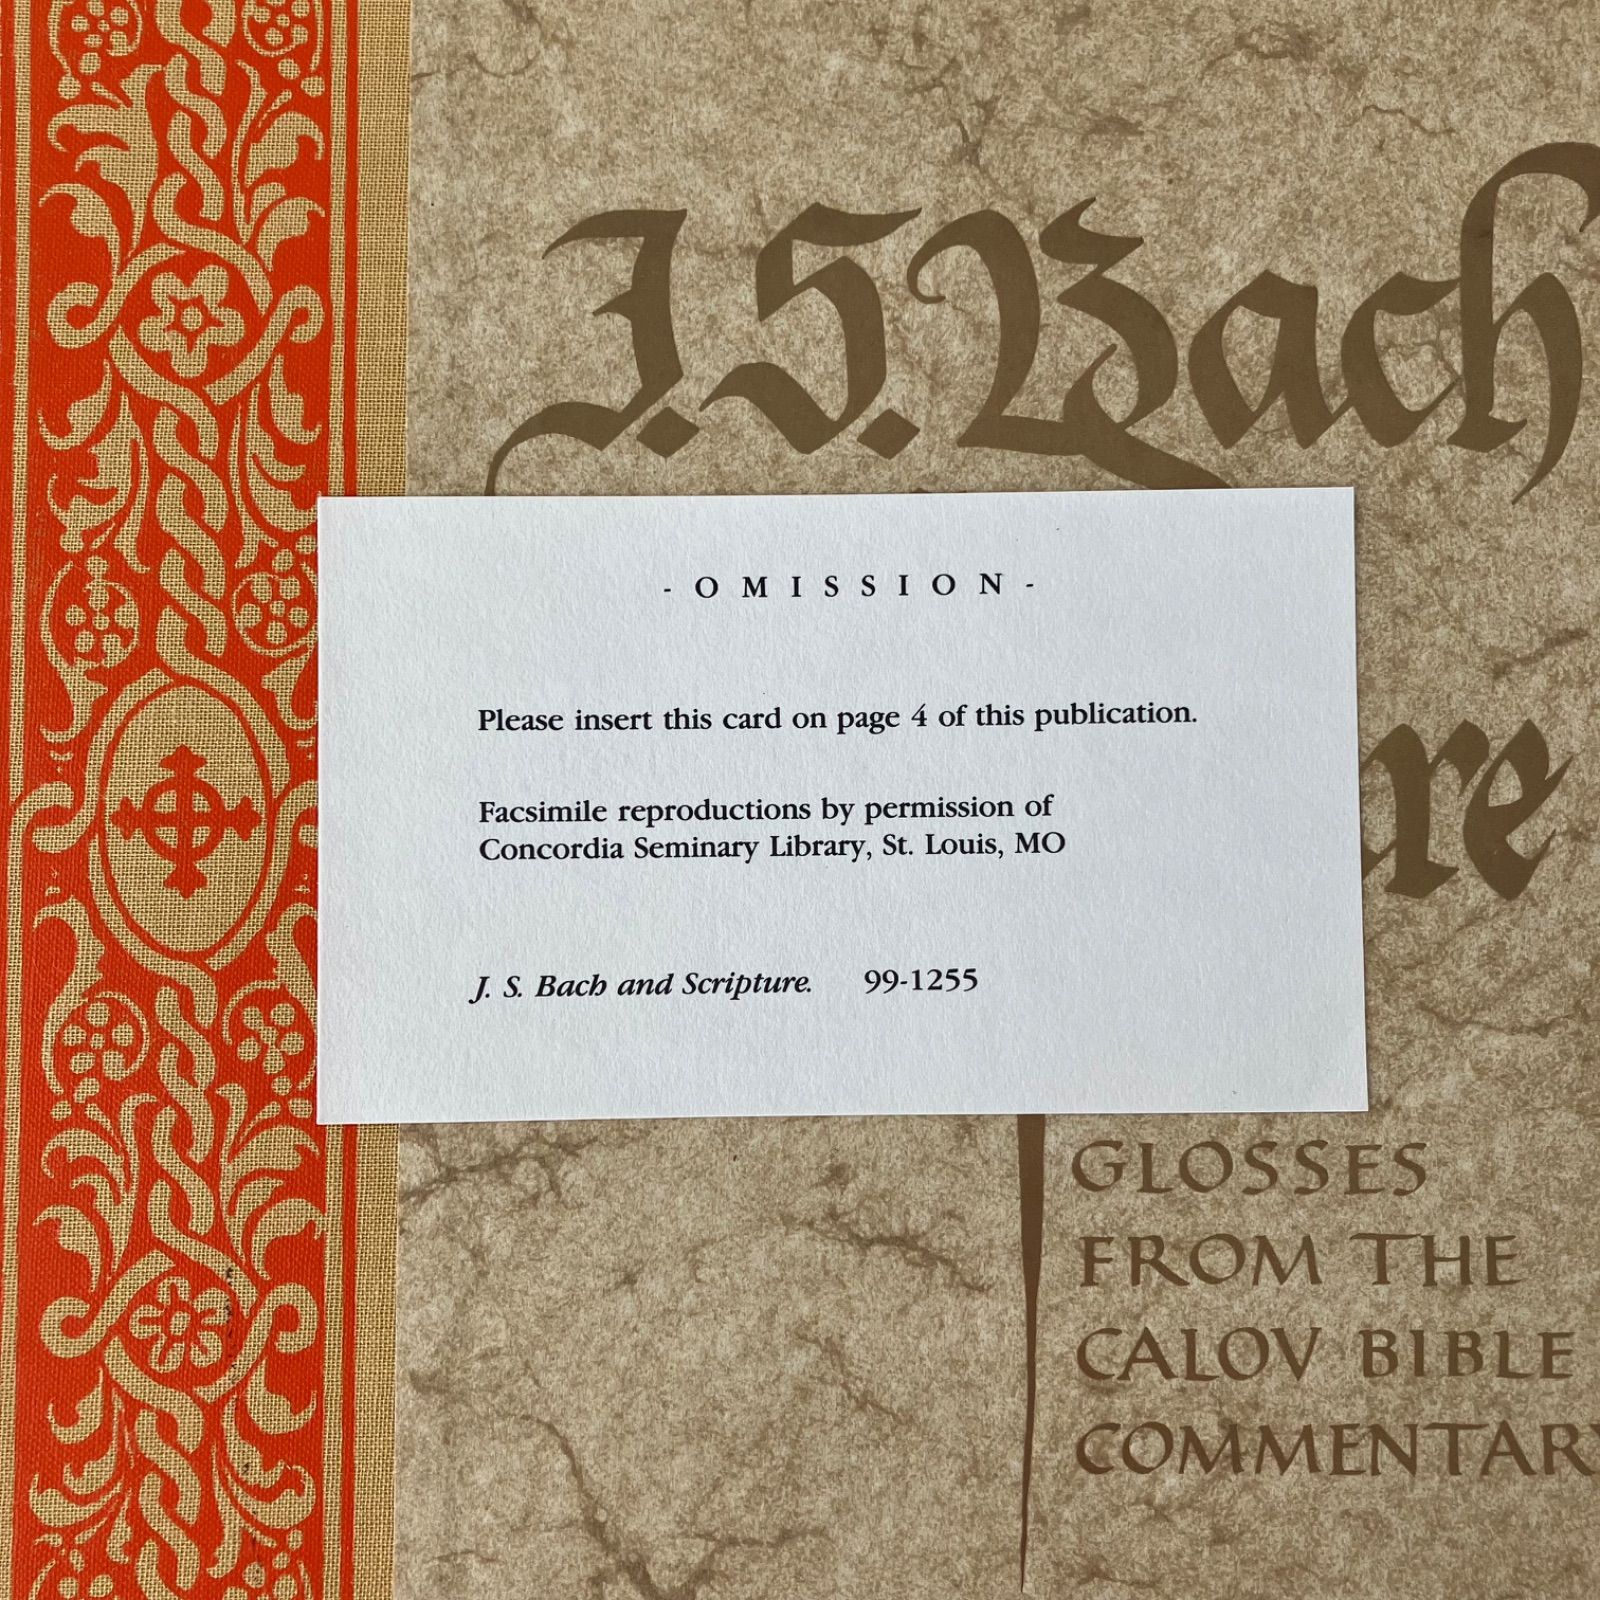 J. S. Bach
- OMISSION -
Please insert this card on page 4 of this publication.
Facsimile reproductions by permission of
Concordia Seminary Library, St. Louis, MO
J. S. Bach and Scripture. 99-1255
re
GLOSSES
FROM THE
CALOV BIBLE
COMMENTARY